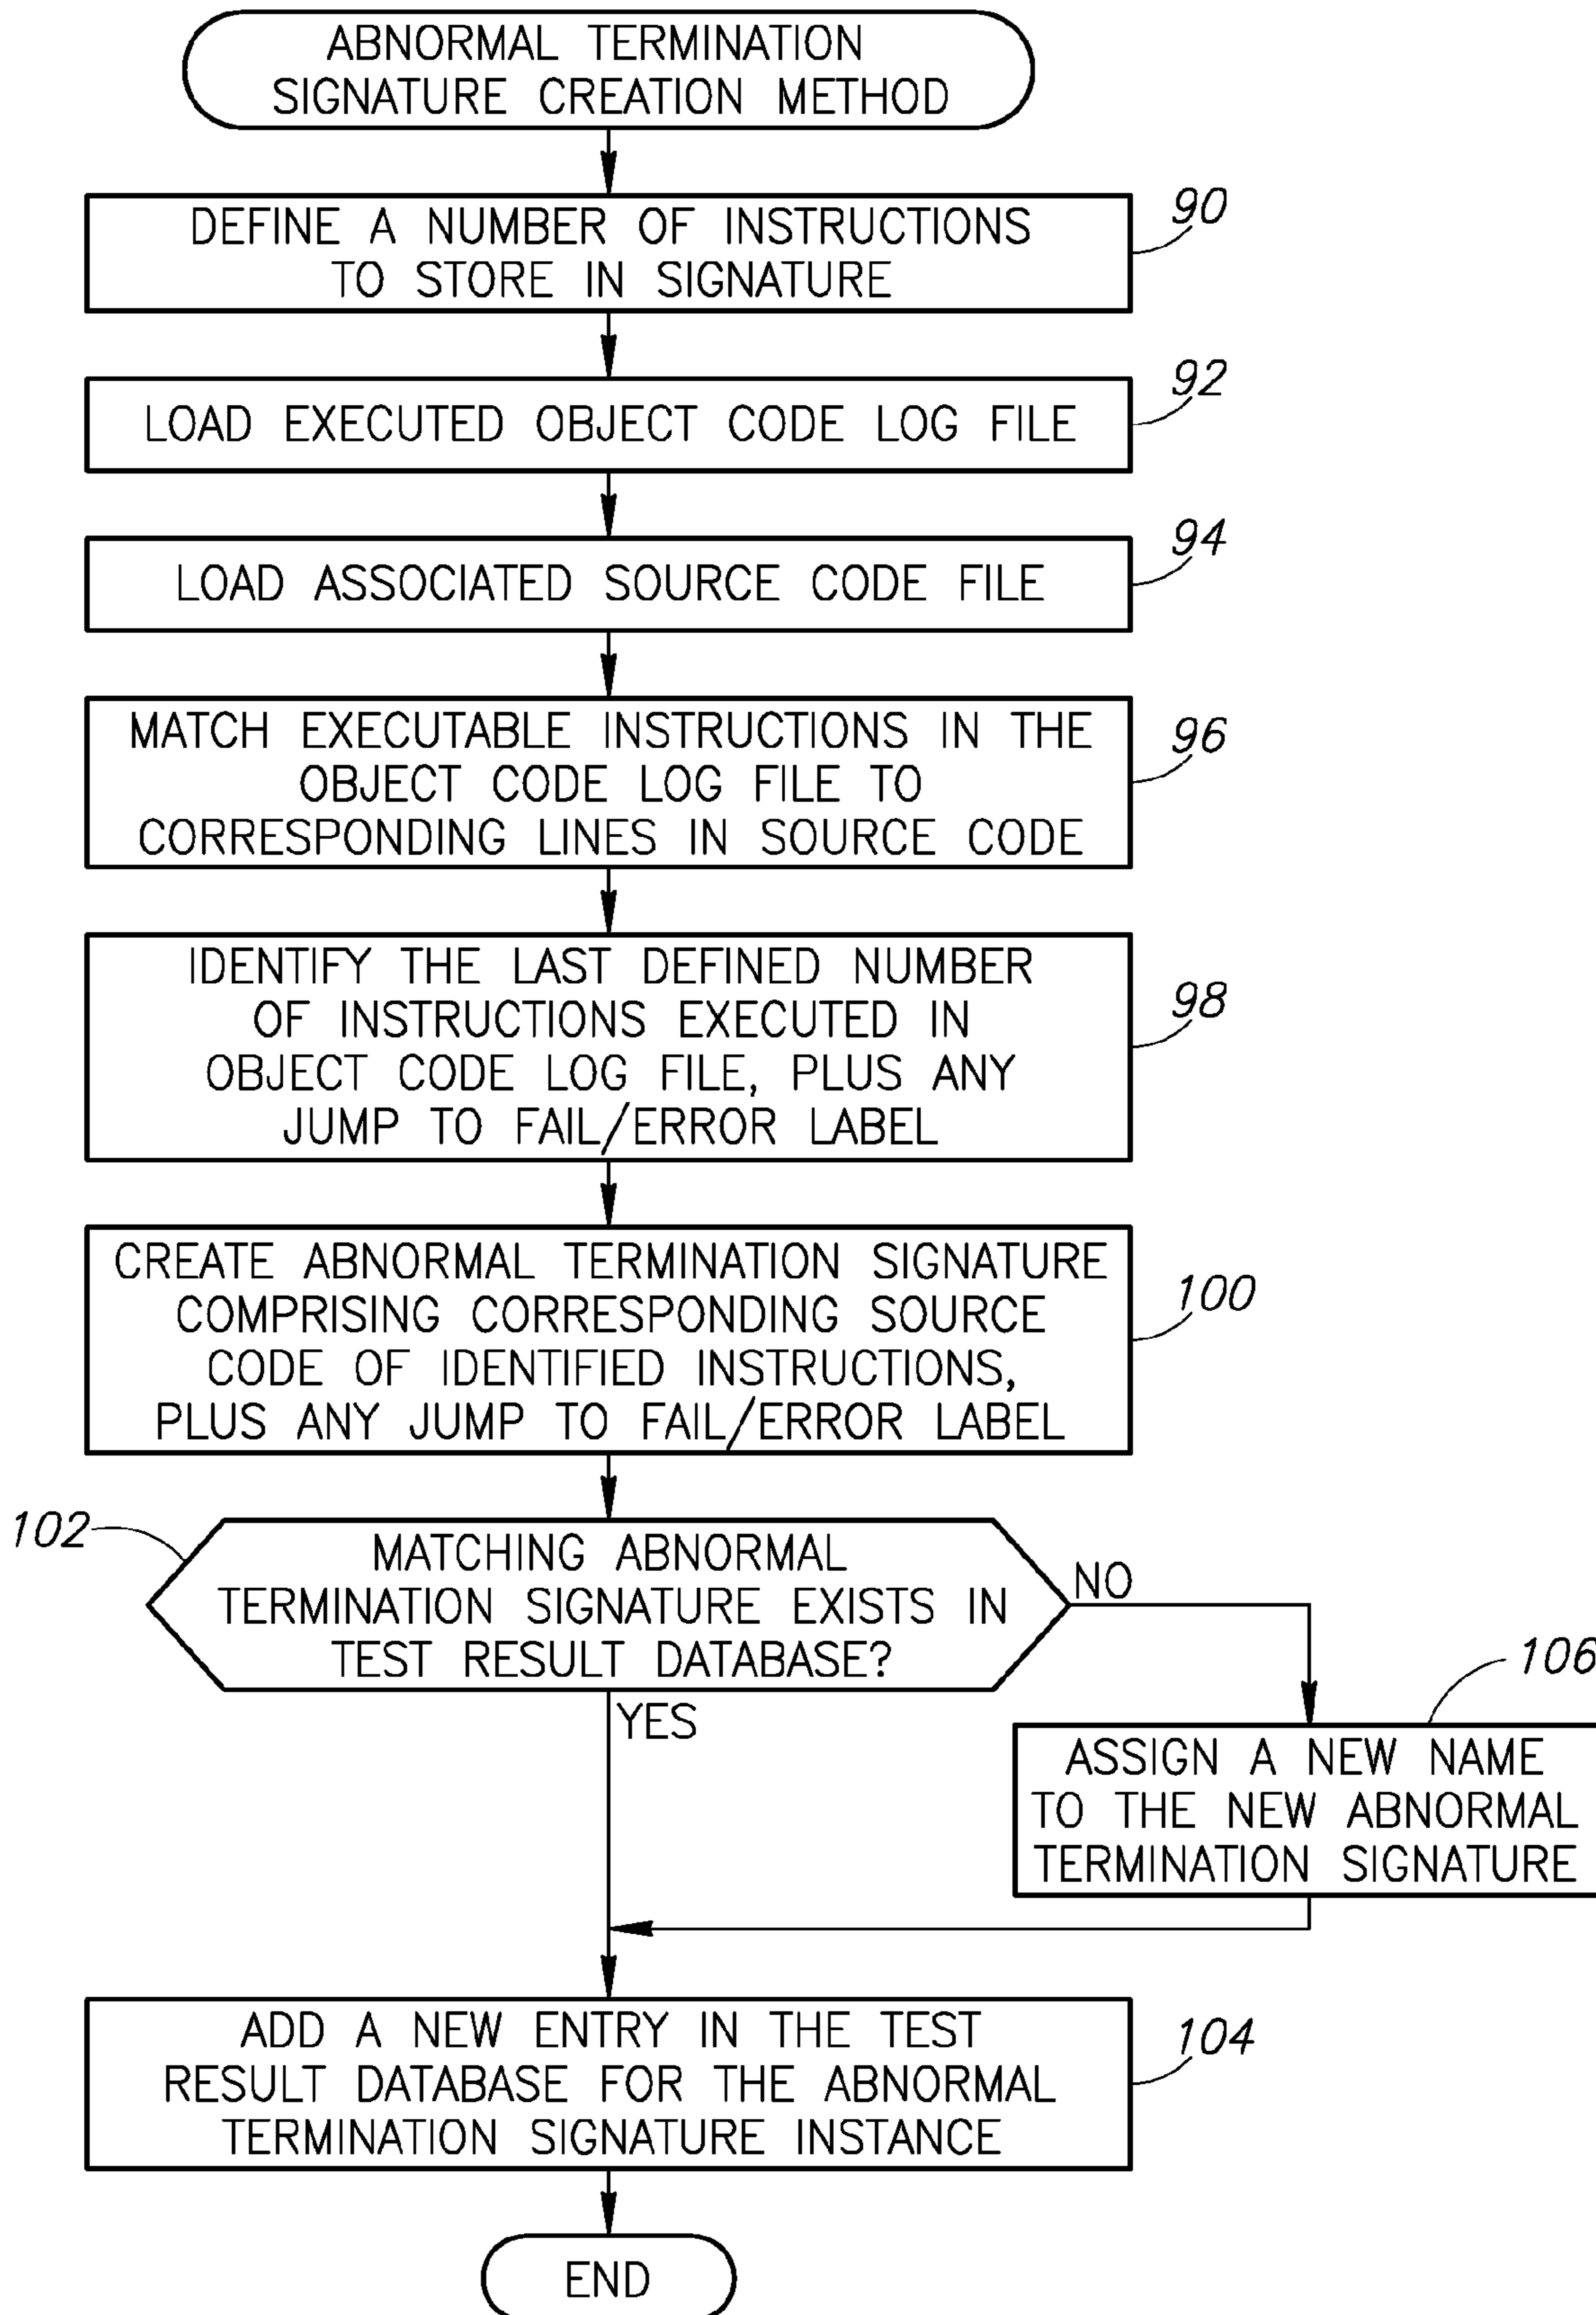 ABNORMAL TERMINATION
SIGNATURE CREATION METHOD
90
DEFINE A NUMBER OF INSTRUCTIONS
TO STORE IN SIGNATURE
92
LOAD EXECUTED OBJECT CODE LOG FILE
94
LOAD ASSOCIATED SOURCE CODE FILE
96
MATCH EXECUTABLE INSTRUCTIONS IN THE
OBJECT CODE LOG FILE TO
CORRESPONDING LINES IN SOURCE CODE
98
IDENTIFY THE LAST DEFINED NUMBER
OF INSTRUCTIONS EXECUTED IN
OBJECT CODE LOG FILE, PLUS ANY
JUMP TO FAIL/ERROR LABEL
100
CREATE ABNORMAL TERMINATION SIGNATURE
COMPRISING CORRESPONDING SOURCE
CODE OF IDENTIFIED INSTRUCTIONS,
PLUS ANY JUMP TO FAIL/ERROR LABEL
102
MATCHING ABNORMAL
TERMINATION SIGNATURE EXISTS IN
TEST RESULT DATABASE?
NO
YES
106
ASSIGN A NEW NAME
TO THE NEW ABNORMAL
TERMINATION SIGNATURE
104
ADD A NEW ENTRY IN THE TEST
RESULT DATABASE FOR THE ABNORMAL
TERMINATION SIGNATURE INSTANCE
END